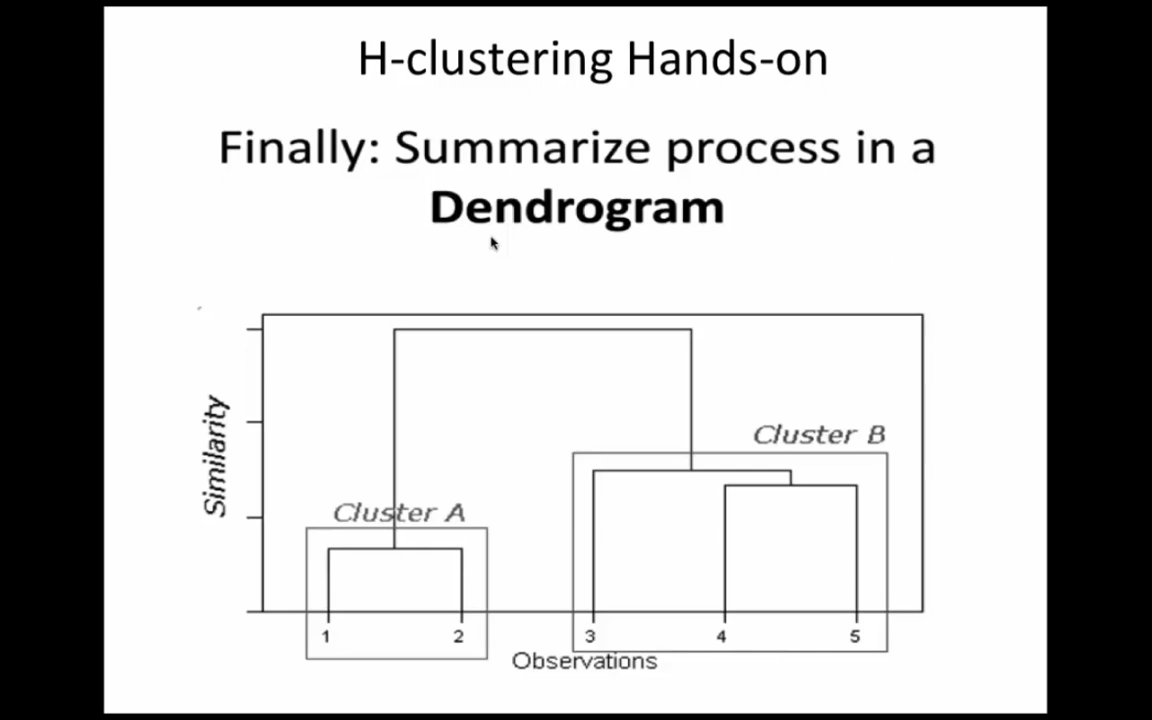 H-clustering Hands-on
Finally: Summarize process in a
Dendrogram
Similarity
Cluster A
Cluster B
1 2 3 4 5
Observations